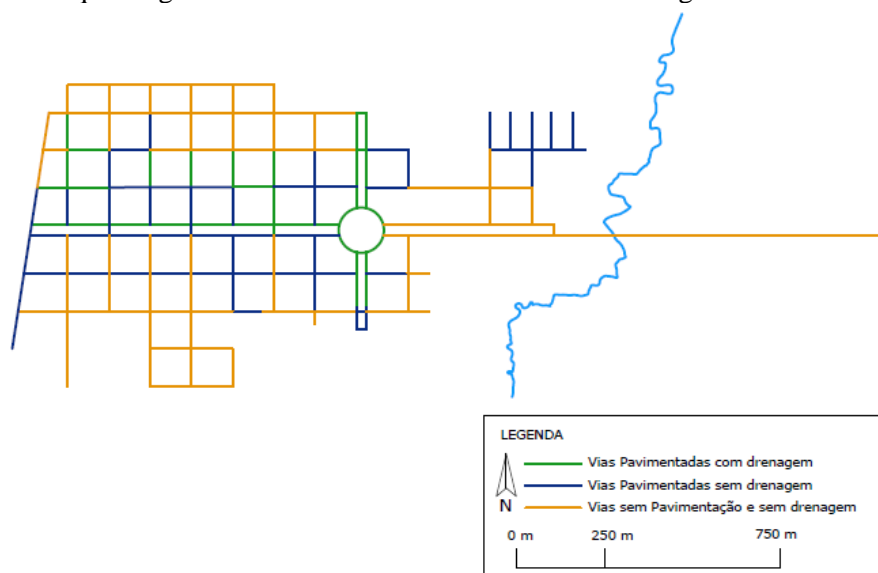 LEGENDA
Vias Pavimentadas com drenagem
Vias Pavimentadas sem drenagem
N
Vias sem Pavimentação e sem drenagem
0 m 250 m 750 m